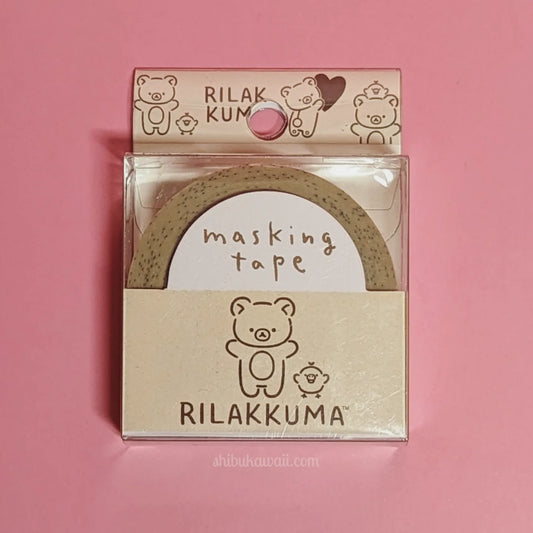 RILAK
KUM
masking
tape
RILAKKUMA™
shibukawaii.com